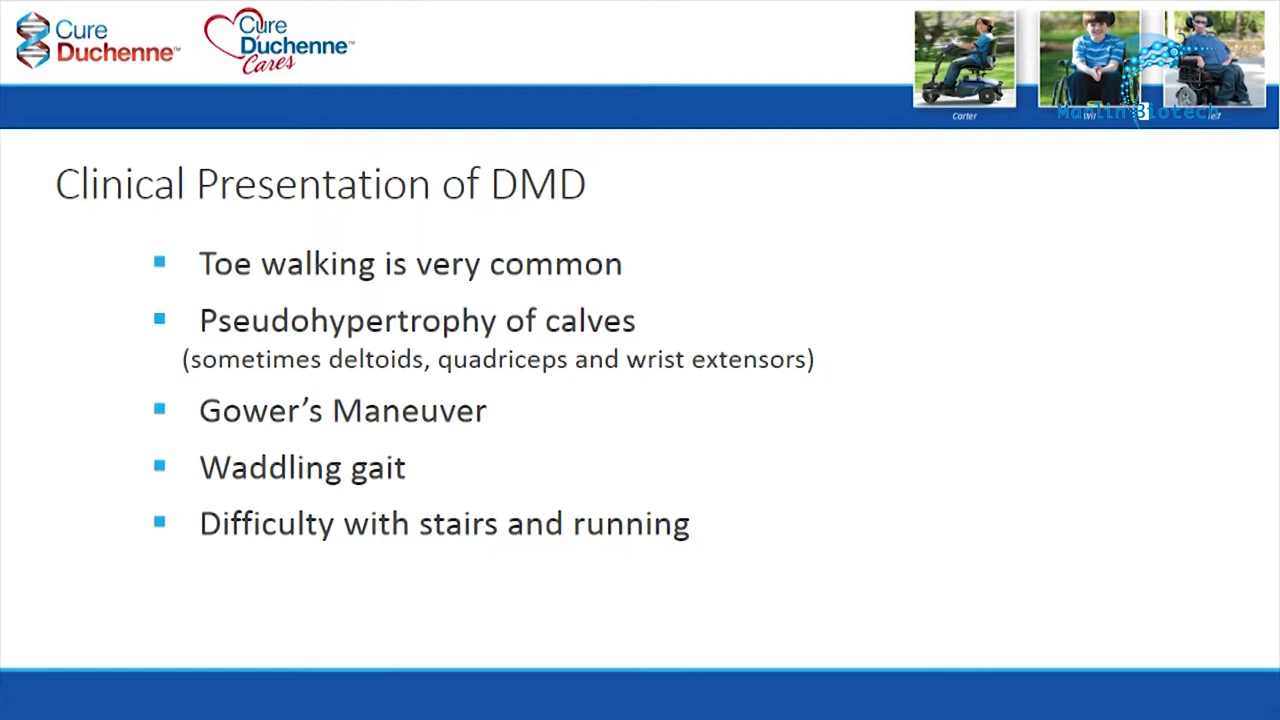 Cure
Duchenne™
Cure
Duchenne™
Cares
Carter
Biotech
Clinical Presentation of DMD
Toe walking is very common
Pseudohypertrophy of calves
(sometimes deltoids, quadriceps and wrist extensors)
Gower’s Maneuver
Waddling gait
Difficulty with stairs and running